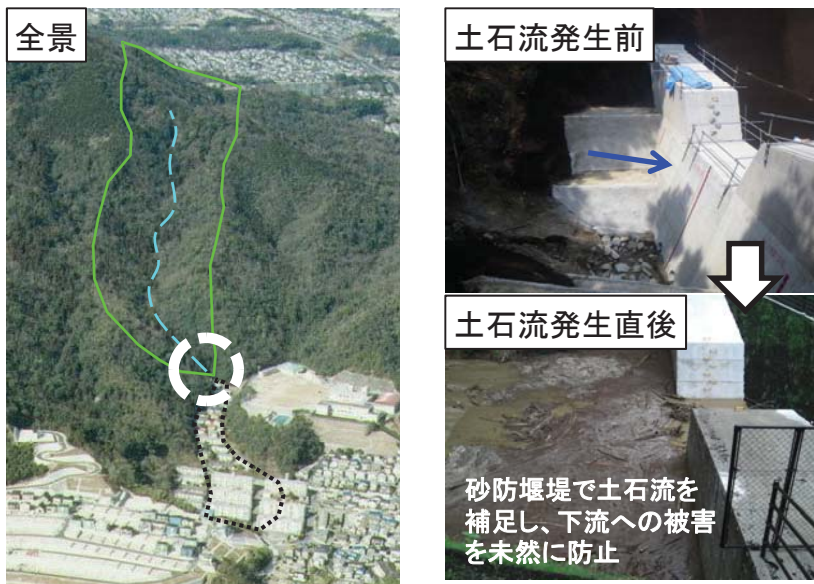 全景
土石流発生前
土石流発生直後
砂防堰堤で土石流を
補足し、下流への被害
を未然に防止